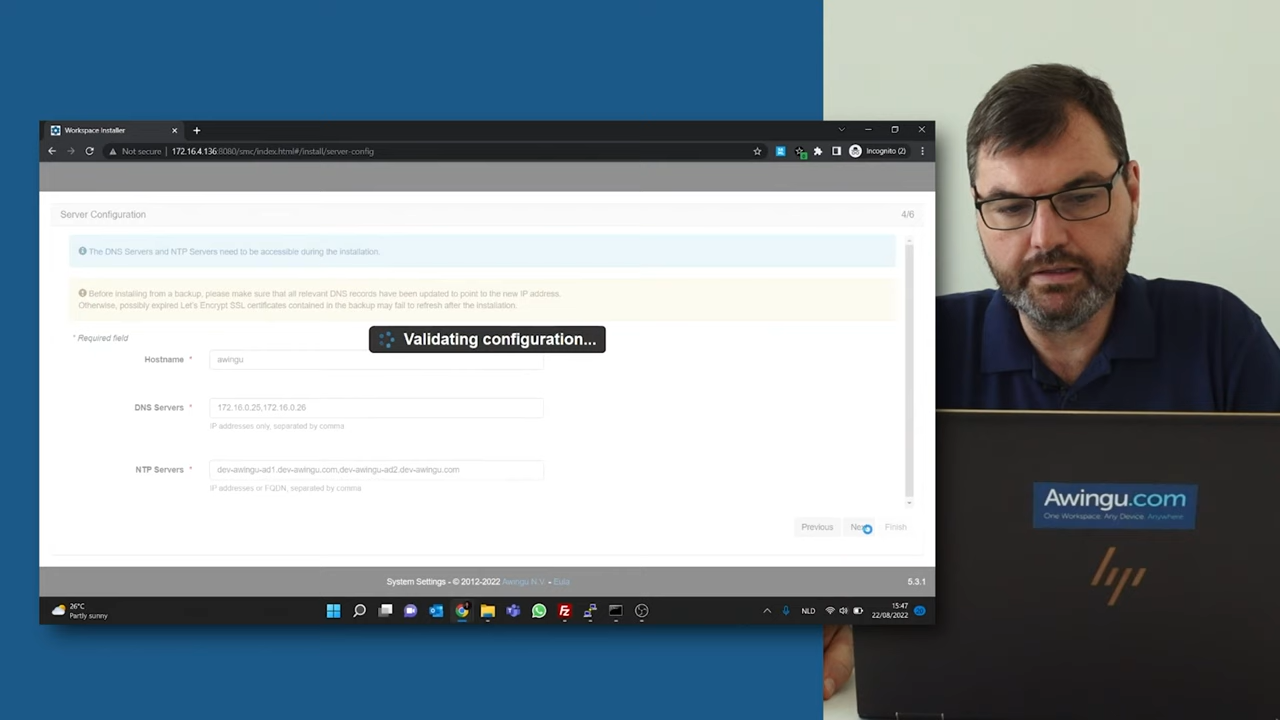 Workspace Installer
Not secure | 172.16.4.136:8080/smc/index.html#/install/server-config
Incognito (2)
Server Configuration
4/6
The DNS Servers and NTP Servers need to be accessible during the installation.
Before installing from a backup, please make sure that all relevant DNS records have been updated to point to the new IP address.
Otherwise, possibly expired Let's Encrypt SSL certificates contained in the backup may fail to refresh after the installation.
* Required field
Validating configuration...
Hostname *
awingu
DNS Servers *
172.16.0.25,172.16.0.26
IP addresses only, separated by comma
NTP Servers *
dev-awingu-ad1.dev-awingu.com,dev-awingu-ad2.dev-awingu.com
IP addresses or FQDN, separated by comma
Previous
Finish
System Settings - © 2012-2022 Awingu N.V. - Eula
5.3.1
26°C
Partly sunny
NLD
15:47
22/08/2022
Awingu.com
One Workspace. Any Device. Anywhere.
hp